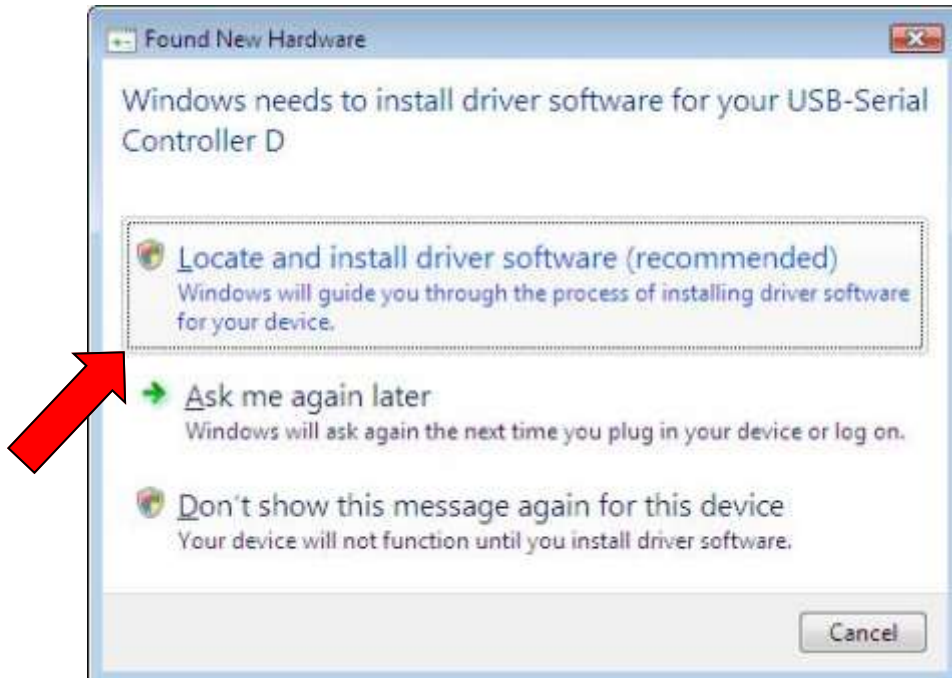 Found New Hardware
Windows needs to install driver software for your USB-Serial
Controller D
Locate and install driver software (recommended)
Windows will guide you through the process of installing driver software
for your device.
Ask me again later
Windows will ask again the next time you plug in your device or log on.
Don't show this message again for this device
Your device will not function until you install driver software.
Cancel